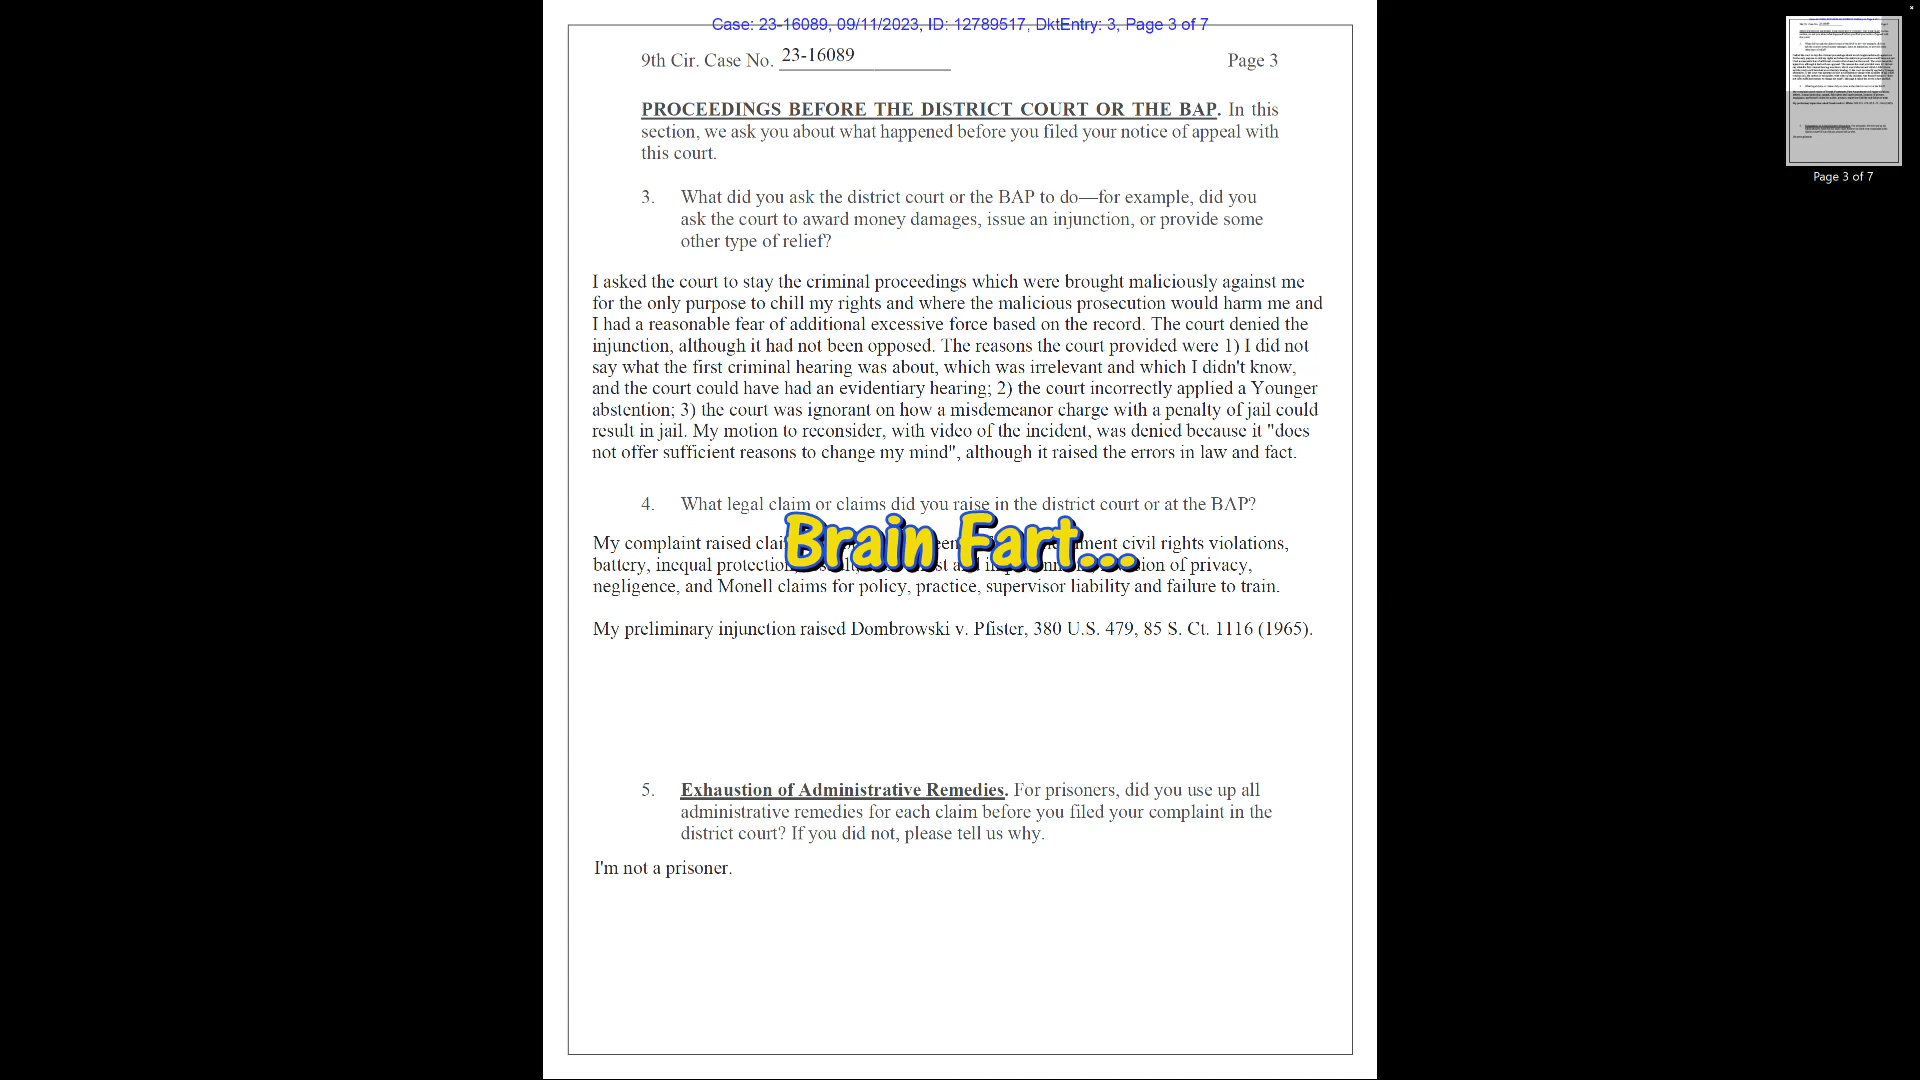 Case: 23-16089, 09/11/2023, ID: 12789517, DktEntry: 3, Page 3 of 7
9th Cir. Case No. 23-16089 Page 3
PROCEEDINGS BEFORE THE DISTRICT COURT OR THE BAP. In this
section, we ask you about what happened before you filed your notice of appeal with
this court.
3. What did you ask the district court or the BAP to do—for example, did you
ask the court to award money damages, issue an injunction, or provide some
other type of relief?
I asked the court to stay the criminal proceedings which were brought maliciously against me
for the only purpose to chill my rights and where the malicious prosecution would harm me and
I had a reasonable fear of additional excessive force based on the record. The court denied the
injunction, although it had not been opposed. The reasons the court provided were 1) I did not
say what the first criminal hearing was about, which was irrelevant and which I didn't know,
and the court could have had an evidentiary hearing; 2) the court incorrectly applied a Younger
abstention; 3) the court was ignorant on how a misdemeanor charge with a penalty of jail could
result in jail. My motion to reconsider, with video of the incident, was denied because it "does
not offer sufficient reasons to change my mind", although it raised the errors in law and fact.
4. What legal claim or claims did you raise in the district court or at the BAP?
Brain Fart...
My complaint raised civil rights violations,
battery, inequal protection of privacy,
negligence, and Monell claims for policy, practice, supervisor liability and failure to train.
My preliminary injunction raised Dombrowski v. Pfister, 380 U.S. 479, 85 S. Ct. 1116 (1965).
5. Exhaustion of Administrative Remedies. For prisoners, did you use up all
administrative remedies for each claim before you filed your complaint in the
district court? If you did not, please tell us why.
I'm not a prisoner.
Page 3 of 7